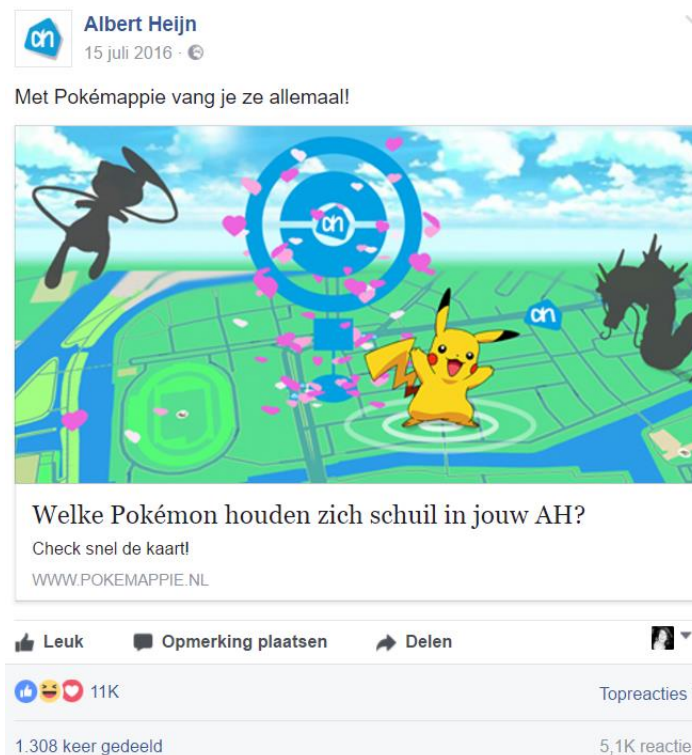 ah
Albert Heijn
15 juli 2016
Met Pokémappie vang je ze allemaal!
ah
ah
Welke Pokémon houden zich schuil in jouw AH?
Check snel de kaart!
WWW.POKEMAPPIE.NL
Leuk Opmerking plaatsen Delen
11K Topreacties
1.308 keer gedeeld 5,1K reactie